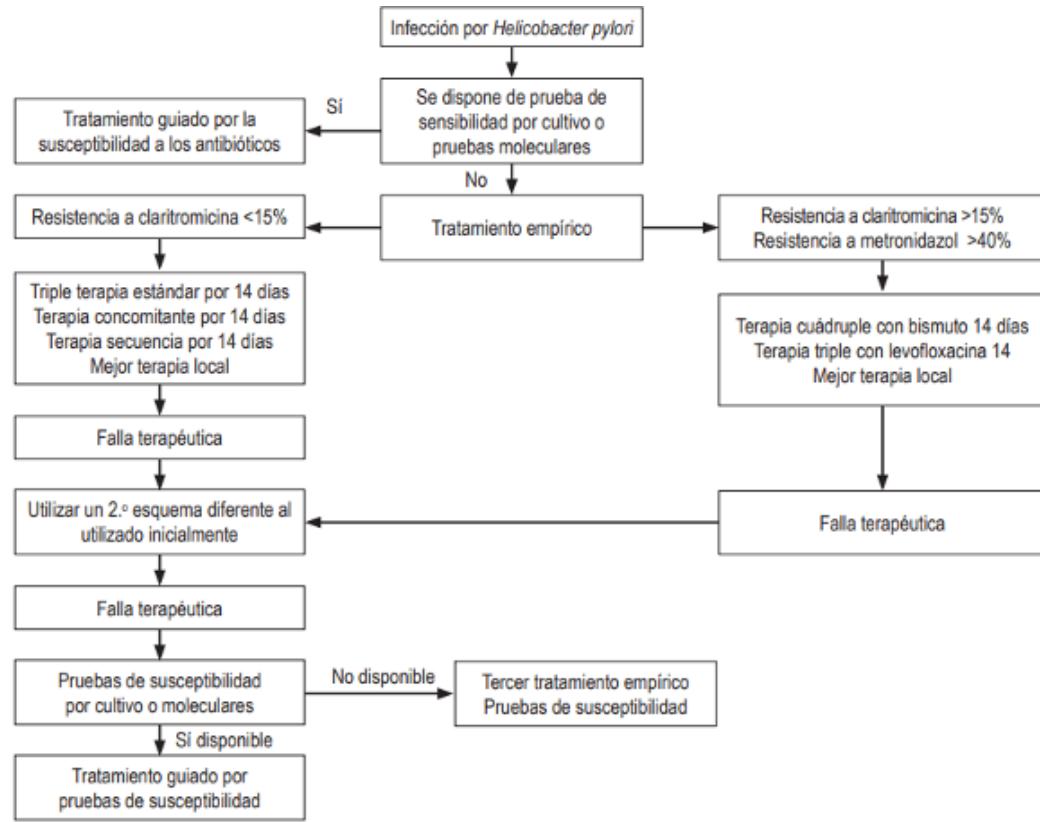 Infección por Helicobacter pylori
Se dispone de prueba de
sensibilidad por cultivo o
pruebas moleculares
Sí
Tratamiento guiado por la
susceptibilidad a los antibióticos
No
Tratamiento empírico
Resistencia a claritromicina <15%
Resistencia a claritromicina >15%
Resistencia a metronidazol >40%
Triple terapia estándar por 14 días
Terapia concomitante por 14 días
Terapia secuencia por 14 días
Mejor terapia local
Terapia cuádruple con bismuto 14 días
Terapia triple con levofloxacina 14
Mejor terapia local
Falla terapéutica
Utilizar un 2.º esquema diferente al
utilizado inicialmente
Falla terapéutica
Falla terapéutica
Pruebas de susceptibilidad
por cultivo o moleculares
No disponible
Tercer tratamiento empírico
Pruebas de susceptibilidad
Sí disponible
Tratamiento guiado por
pruebas de susceptibilidad